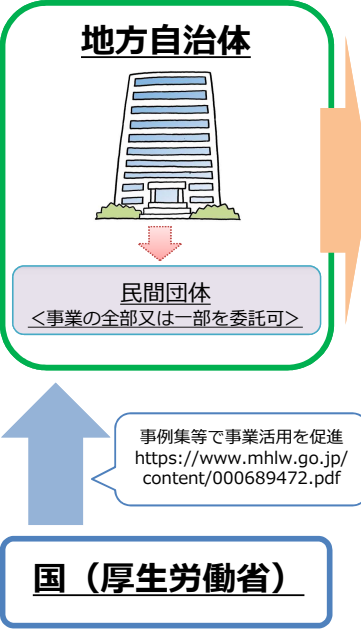 地方自治体
民間団体
<事業の全部又は一部を委託可>
事例集等で事業活用を促進
https://www.mhlw.go.jp/
content/000689472.pdf
国（厚生労働省）